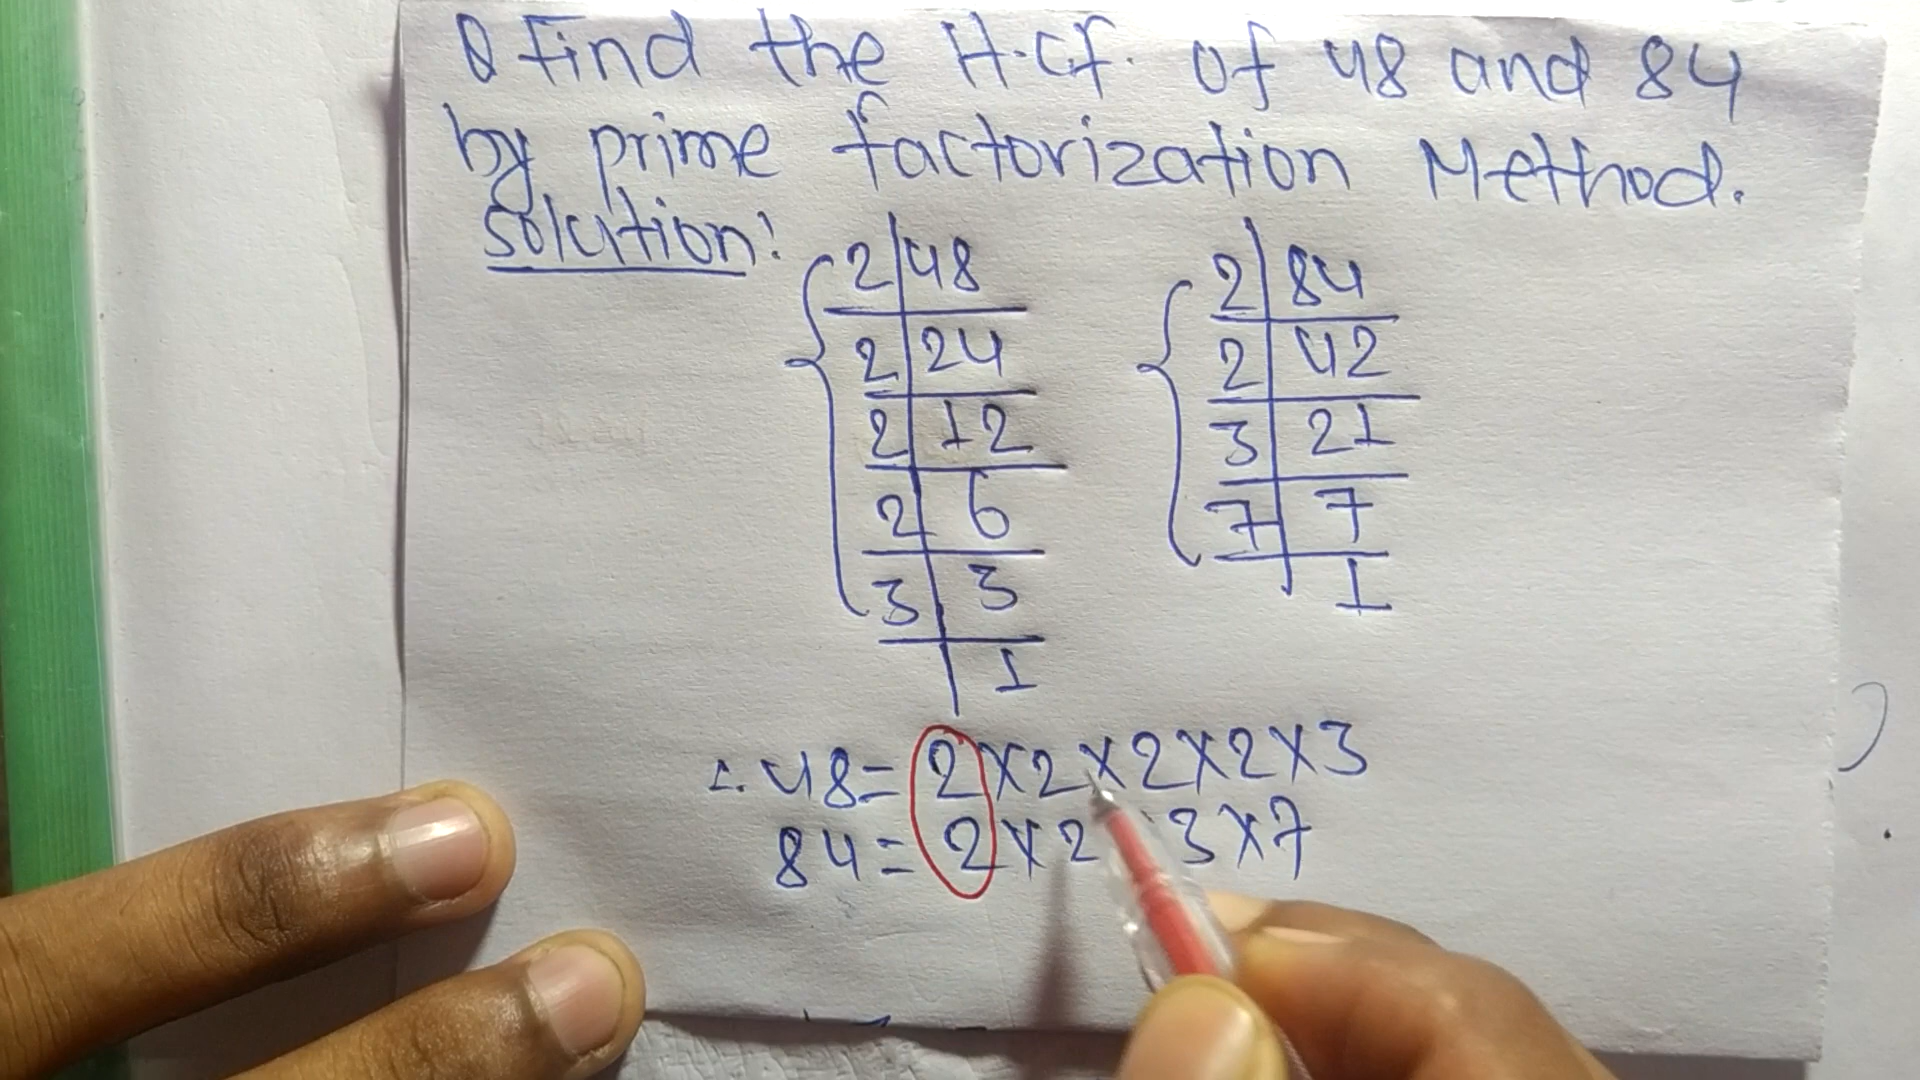 Q Find the H.C.F. of 48 and 84
by prime factorization Method.
solution:
2 48
2 24
2 12
2 6
3 3
1
2 84
2 42
3 21
7 7
1
∴ 48 = 2×2×2×2×3
84 = 2×2 3×7